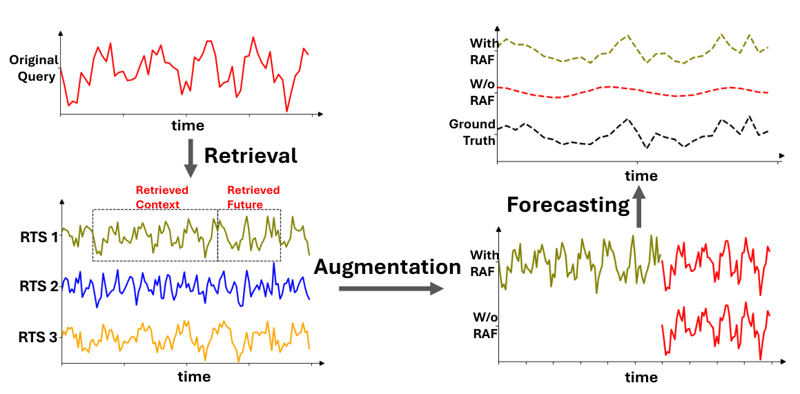 Original
Query
time
Retrieval
Retrieved
Context
Retrieved
Future
RTS 1
RTS 2
RTS 3
time
Augmentation
With
RAF
W/o
RAF
Ground
Truth
time
Forecasting
With
RAF
W/o
RAF
time